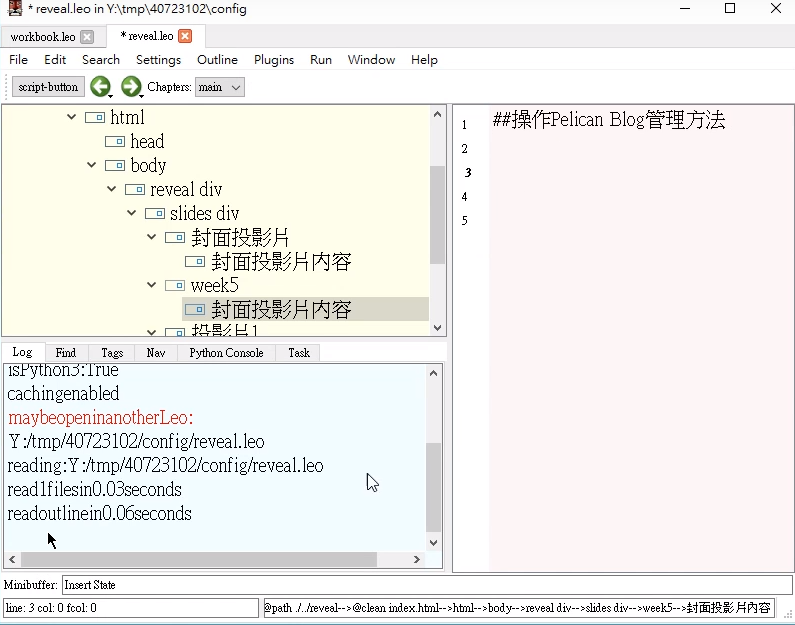 * reveal.leo in Y:\tmp\40723102\config
workbook.leo
* reveal.leo
File Edit Search Settings Outline Plugins Run Window Help
script-button Chapters: main
html
head
body
reveal div
slides div
封面投影片
封面投影片內容
week5
封面投影片內容
投影片1
1 ##操作Pelican Blog管理方法
2
3
4
5
Log Find Tags Nav Python Console Task
isPython3:True
cachingenabled
maybeopeninanotherLeo:
Y:/tmp/40723102/config/reveal.leo
reading:Y:/tmp/40723102/config/reveal.leo
read1filesin0.03seconds
readoutlinein0.06seconds
Minibuffer: Insert State
line: 3 col: 0 fcol: 0
@path ./../reveal-->@clean index.html-->html-->body-->reveal div-->slides div-->week5-->封面投影片內容